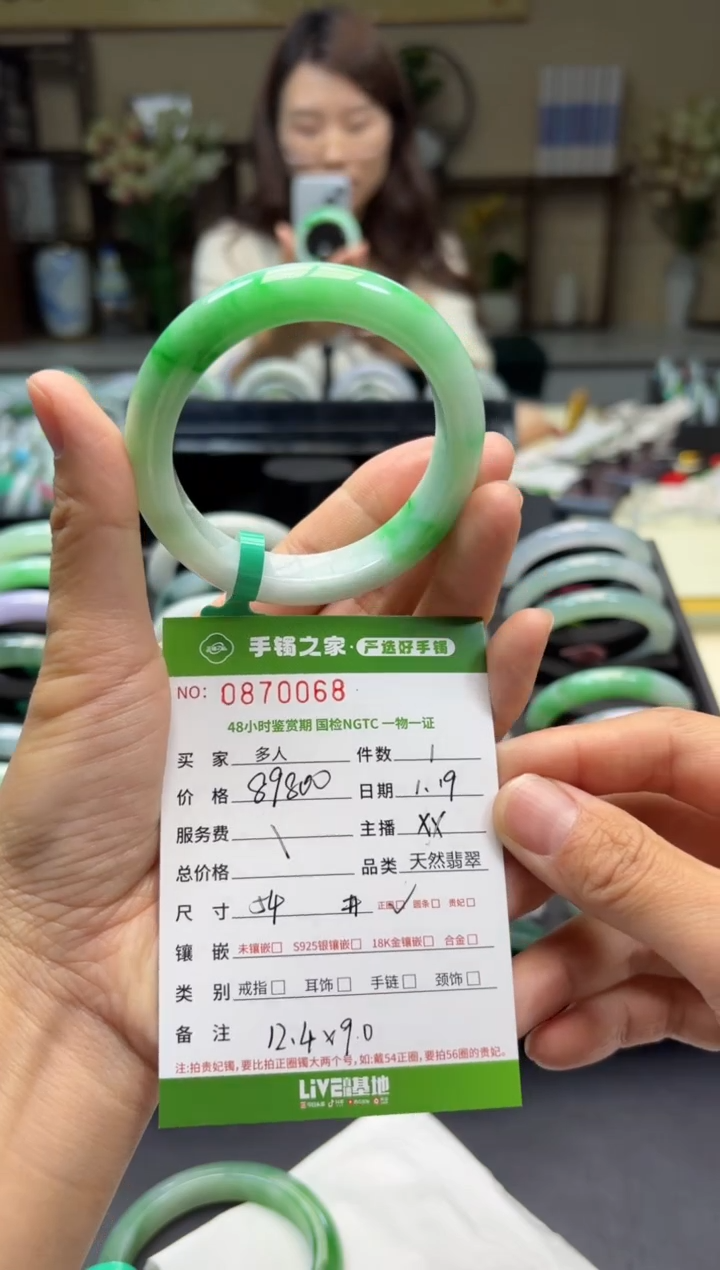 手镯之家·严选好手镯
NO: 0870068
48小时鉴赏期 国检NGTC 一物一证
买 家 多人 件数 1
价 格 89800 日期 1.19
服务费 \ 主播 XX
总价格 品类 天然翡翠
尺 寸 54 # 正圈☐ ✓ 圆条☐ 贵妃☐
镶 嵌 未镶嵌☐ S925银镶嵌☐ 18K金镶嵌☐ 合金☐
类 别 戒指☐ 耳饰☐ 手链☐ 颈饰☐
备 注 12.4×9.0
注:拍贵妃镯,要比拍正圈镯大两个号,如:戴54正圈,要拍56圈的贵妃。
LiVE基地